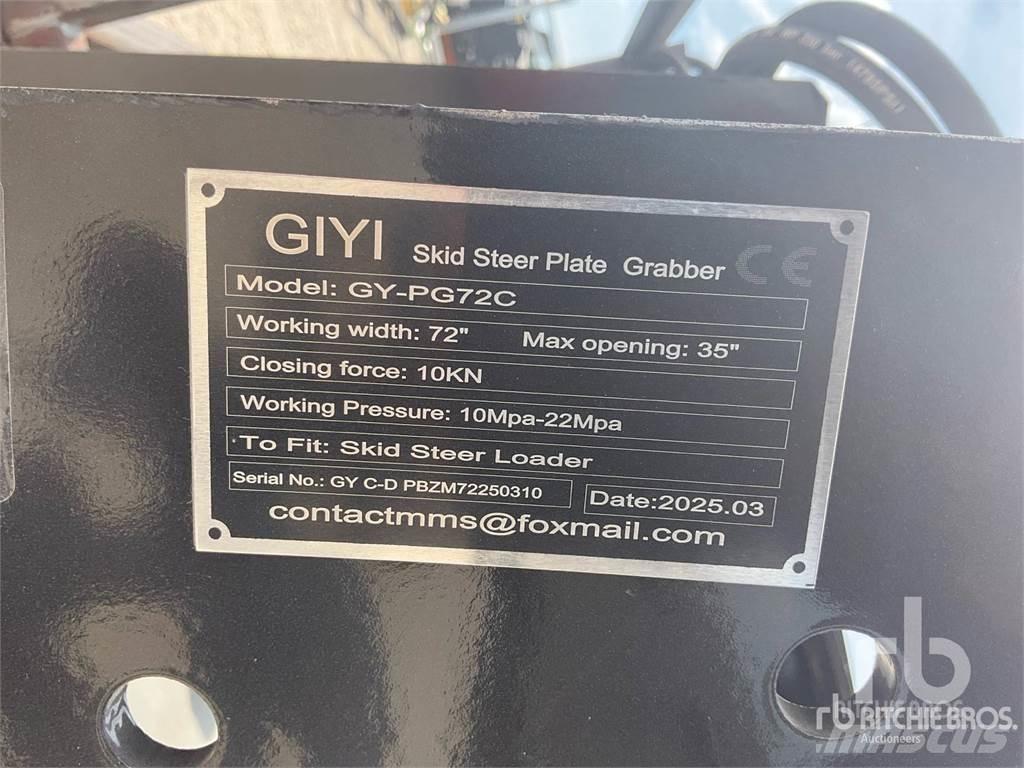 GIYI Skid Steer Plate Grabber CE
Model: GY-PG72C
Working width: 72" Max opening: 35"
Closing force: 10KN
Working Pressure: 10Mpa-22Mpa
To Fit: Skid Steer Loader
Serial No.: GY C-D PBZM72250310 Date:2025.03
contactmms@foxmail.com
rb
rb RITCHIE BROS.
Auctioneers